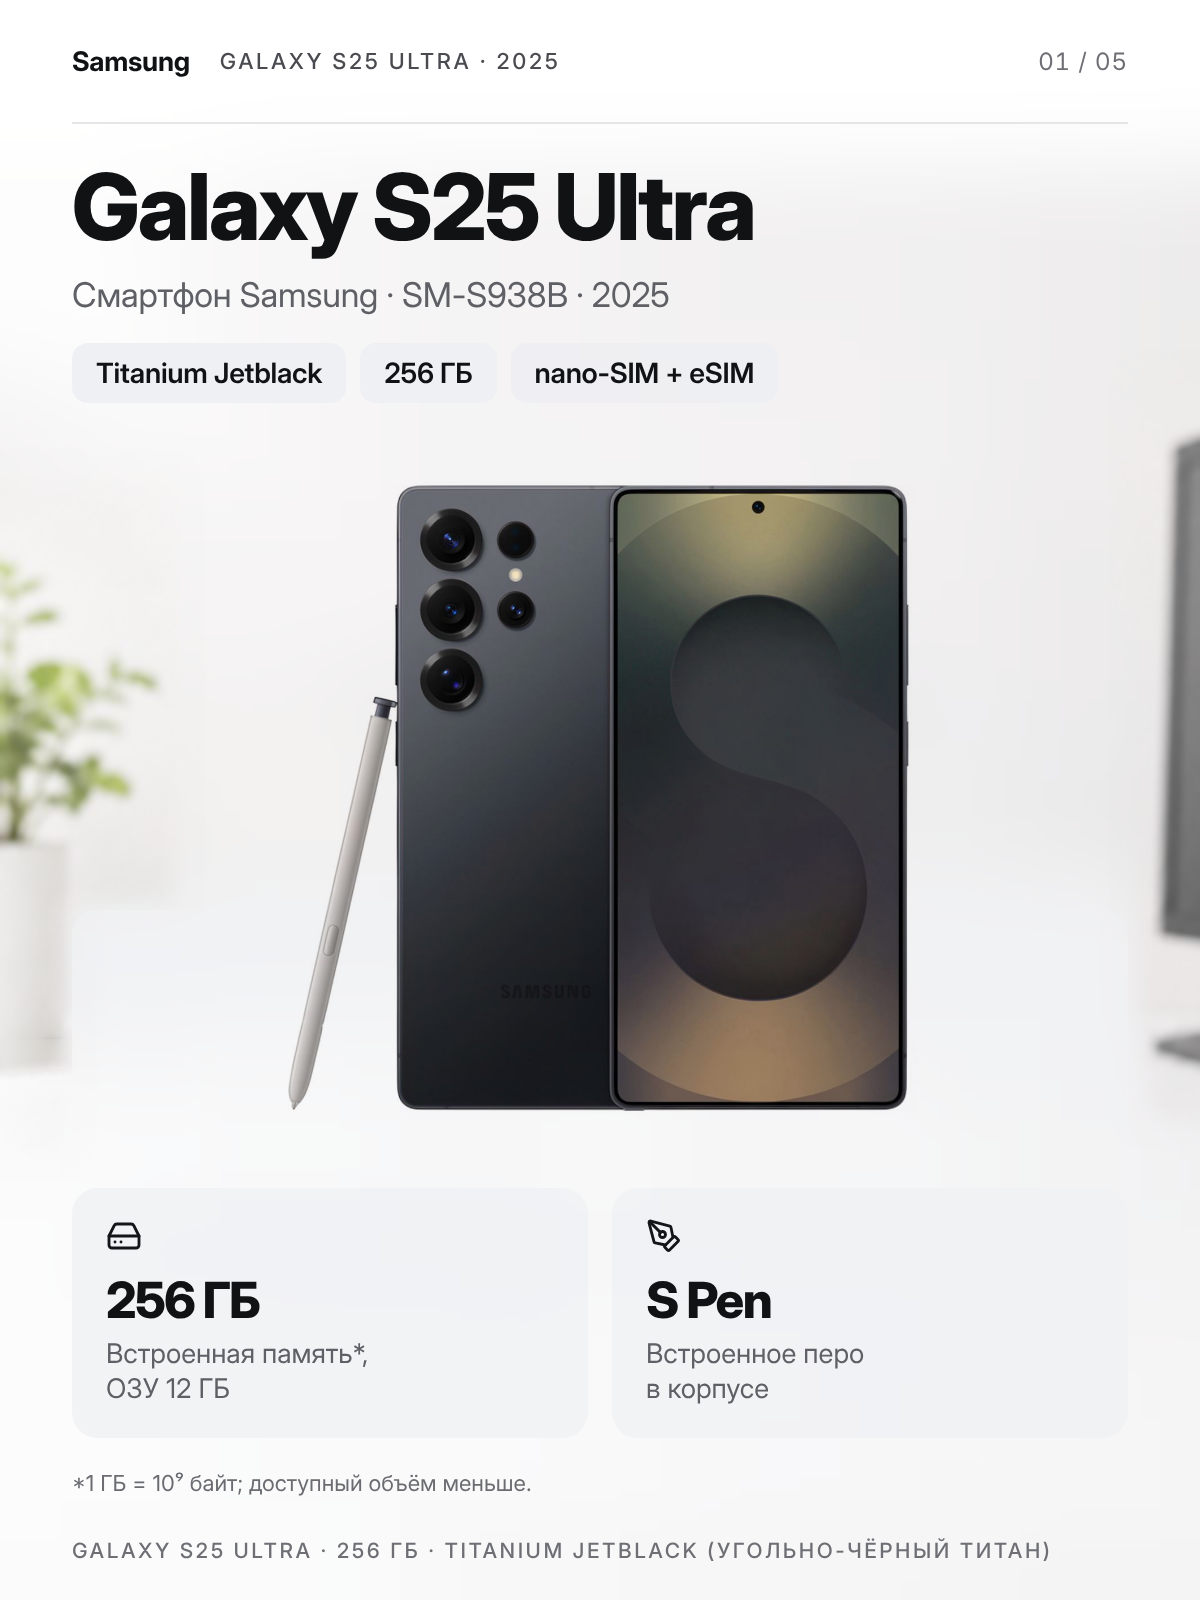 Samsung GALAXY S25 ULTRA · 2025 01 / 05
Galaxy S25 Ultra
Смартфон Samsung · SM-S938B · 2025
Titanium Jetblack 256 ГБ nano-SIM + eSIM
SAMSUNG
256 ГБ
Встроенная память*,
ОЗУ 12 ГБ
S Pen
Встроенное перо
в корпусе
*1 ГБ = 10⁹ байт; доступный объём меньше.
GALAXY S25 ULTRA · 256 ГБ · TITANIUM JETBLACK (УГОЛЬНО-ЧЁРНЫЙ ТИТАН)